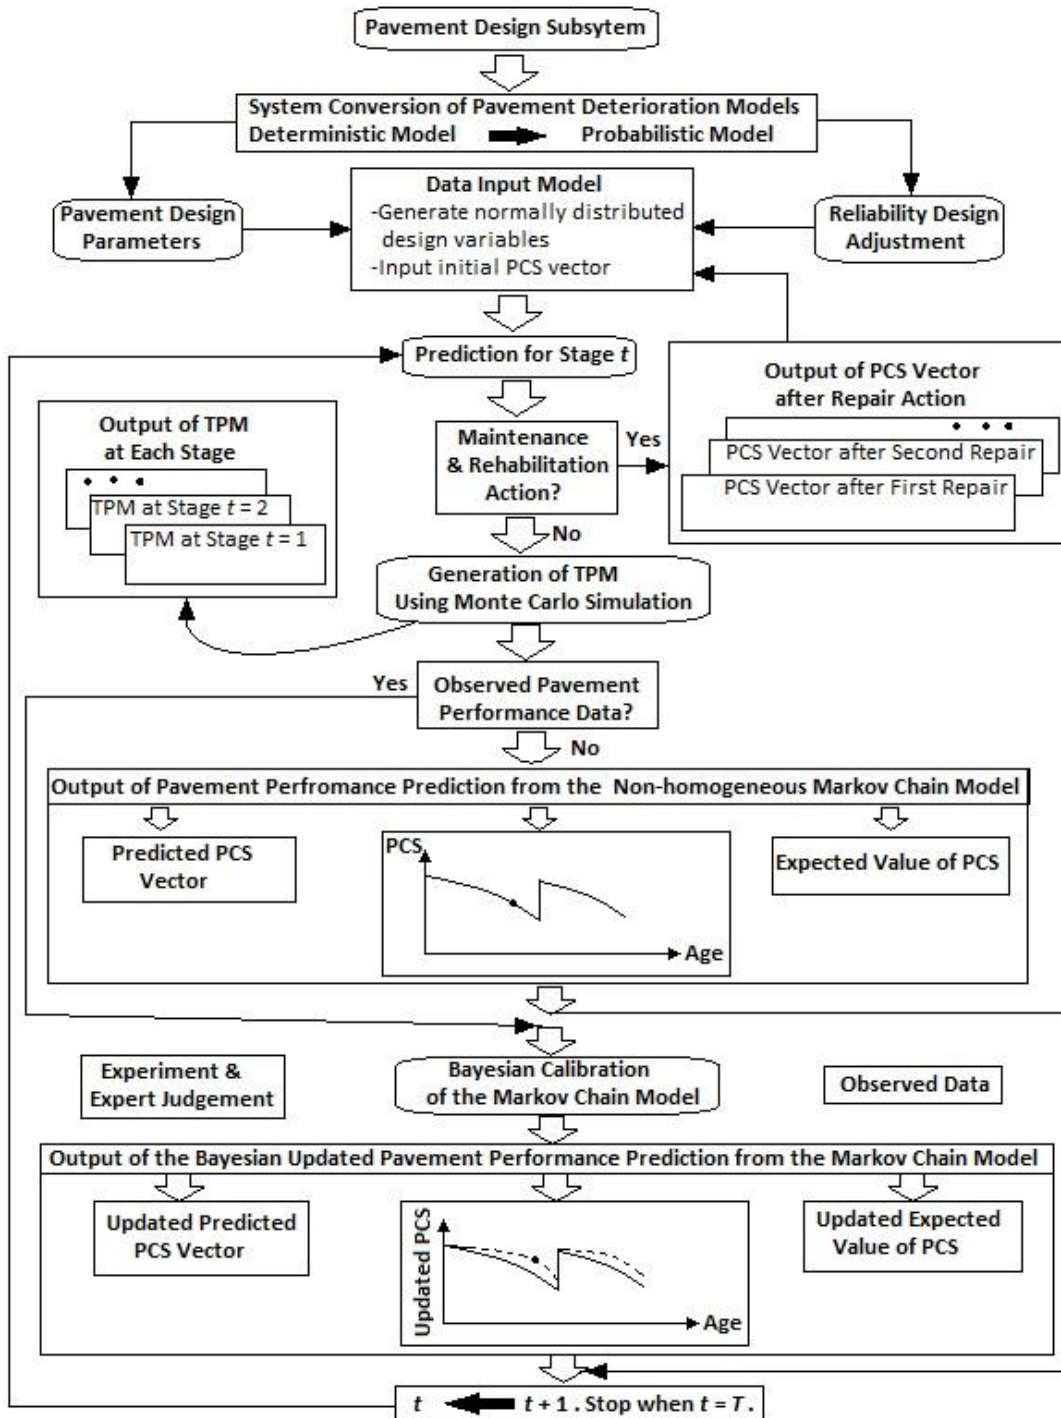 Pavement Design Subsytem
System Conversion of Pavement Deterioration Models
Deterministic Model Probabilistic Model
Data Input Model
-Generate normally distributed
design variables
-Input initial PCS vector
Pavement Design
Parameters
Reliability Design
Adjustment
Prediction for Stage t
Output of TPM
at Each Stage
• • •
TPM at Stage t = 2
TPM at Stage t = 1
Maintenance
& Rehabilitation
Action?
Yes
No
Output of PCS Vector
after Repair Action
• • •
PCS Vector after Second Repair
PCS Vector after First Repair
Generation of TPM
Using Monte Carlo Simulation
Yes
Observed Pavement
Performance Data?
No
Output of Pavement Perfromance Prediction from the Non-homogeneous Markov Chain Model
Predicted PCS
Vector
PCS
Age
Expected Value of PCS
Experiment &
Expert Judgement
Bayesian Calibration
of the Markov Chain Model
Observed Data
Output of the Bayesian Updated Pavement Performance Prediction from the Markov Chain Model
Updated Predicted
PCS Vector
Updated PCS
Age
Updated Expected
Value of PCS
t t + 1 . Stop when t = T .